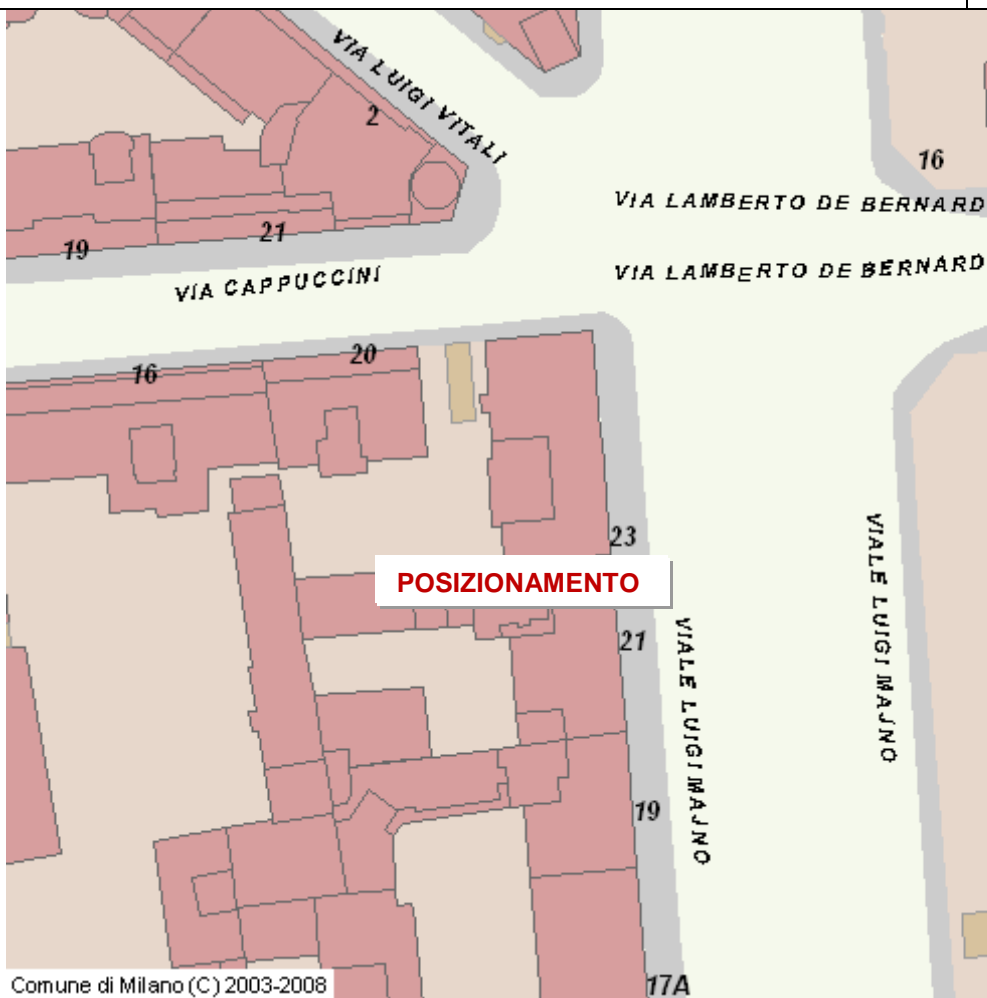 VIA LUIGI VITALI
2
16
VIA LAMBERTO DE BERNARD
21
19
VIA LAMBERTO DE BERNARD
VIA CAPPUCCINI
20
16
23
VIALE LUIGI MAJNO
POSIZIONAMENTO
21
VIALE LUIGI MAJNO
19
17A
Comune di Milano (C) 2003-2008